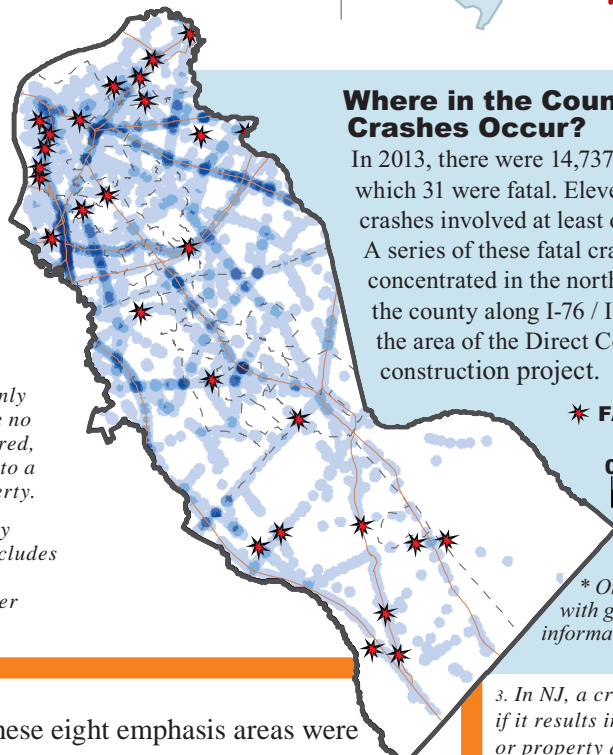 Where in the Coun
Crashes Occur?
In 2013, there were 14,737
which 31 were fatal. Eleve
crashes involved at least o
A series of these fatal cra
concentrated in the north
the county along I-76 / I
the area of the Direct Co
construction project.
FA
nly
e no
red,
to a
erty.
y
cludes
er
* O
with g
informa
hese eight emphasis areas were
3. In NJ, a cr
if it results i
or property